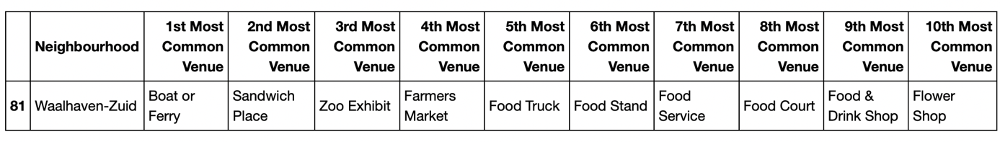 Neighbourhood 1st Most Common Venue 2nd Most Common Venue 3rd Most Common Venue 4th Most Common Venue 5th Most Common Venue 6th Most Common Venue 7th Most Common Venue 8th Most Common Venue 9th Most Common Venue 10th Most Common Venue
81 Waalhaven-Zuid Boat or Ferry Sandwich Place Zoo Exhibit Farmers Market Food Truck Food Stand Food Service Food Court Food & Drink Shop Flower Shop